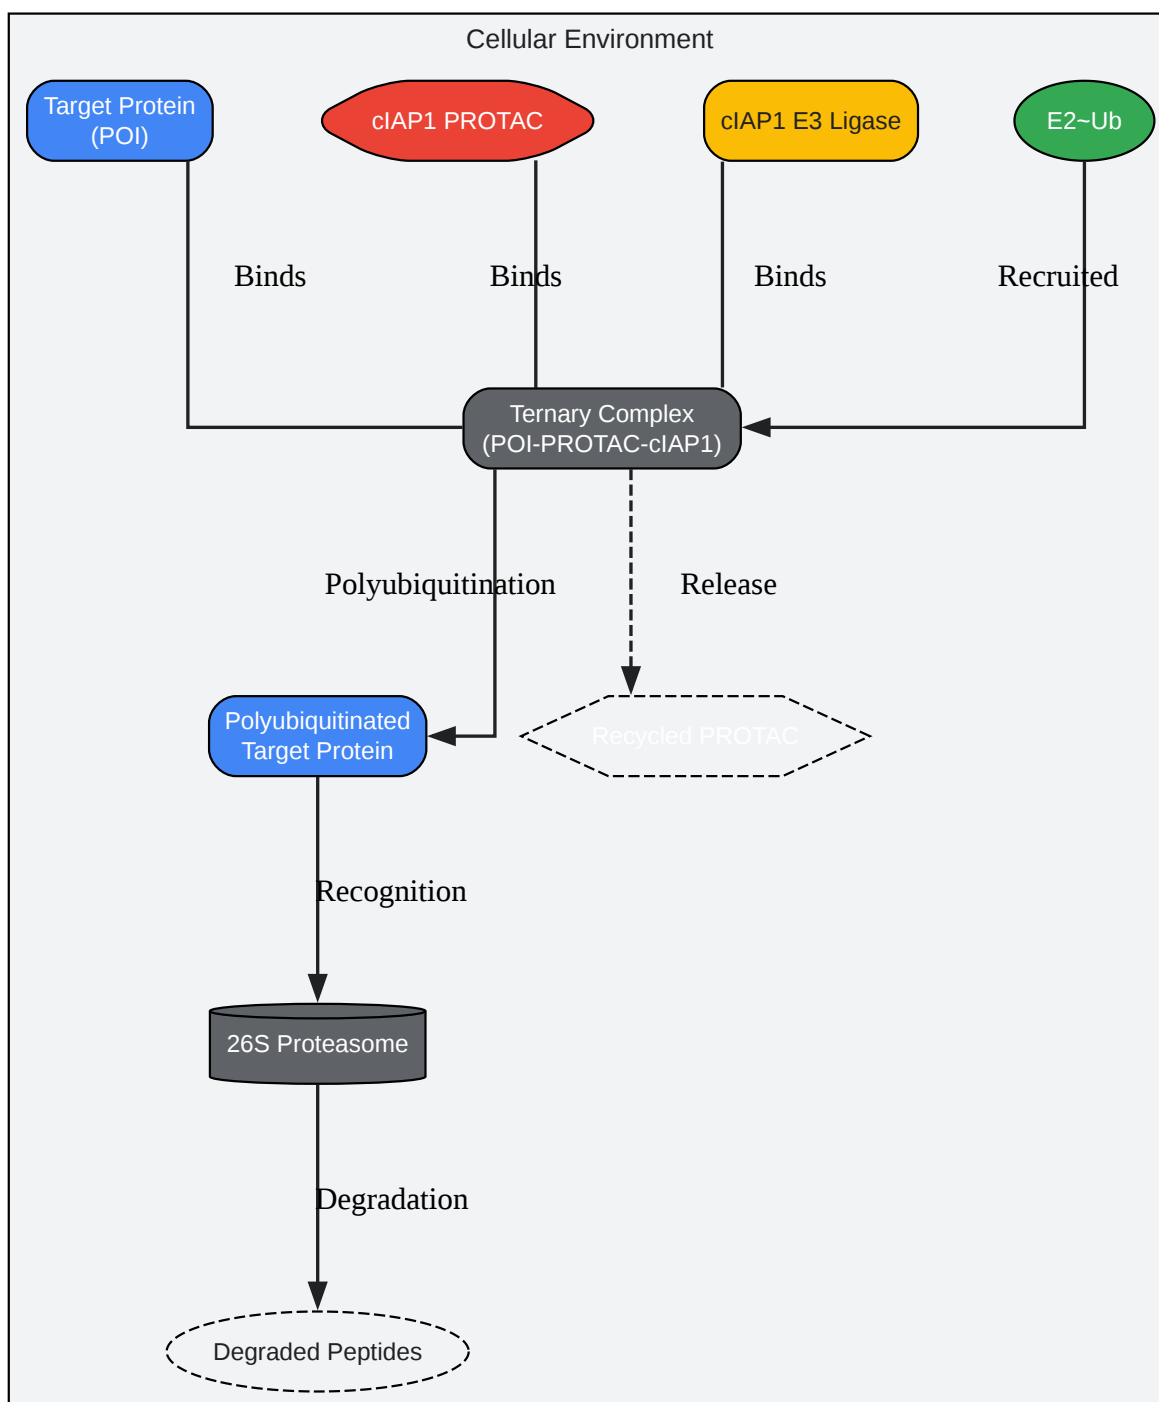 Cellular Environment
Target Protein
(POI)
cIAP1 PROTAC
cIAP1 E3 Ligase
E2~Ub
Binds
Binds
Binds
Recruited
Ternary Complex
(POI-PROTAC-cIAP1)
Polyubiquitination
Release
Polyubiquitinated
Target Protein
Recycled PROTAC
Recognition
26S Proteasome
Degradation
Degraded Peptides